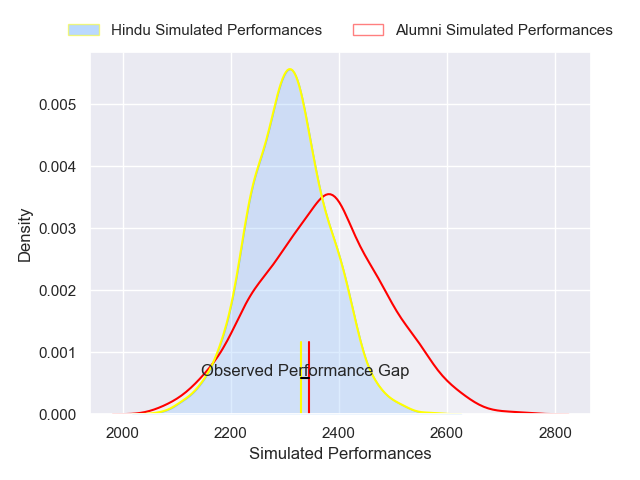 Hindu Simulated Performances Alumni Simulated Performances
0.005
0.004
0.003
0.002
0.001
0.000
Density
Observed Performance Gap
2000 2200 2400 2600 2800
Simulated Performances